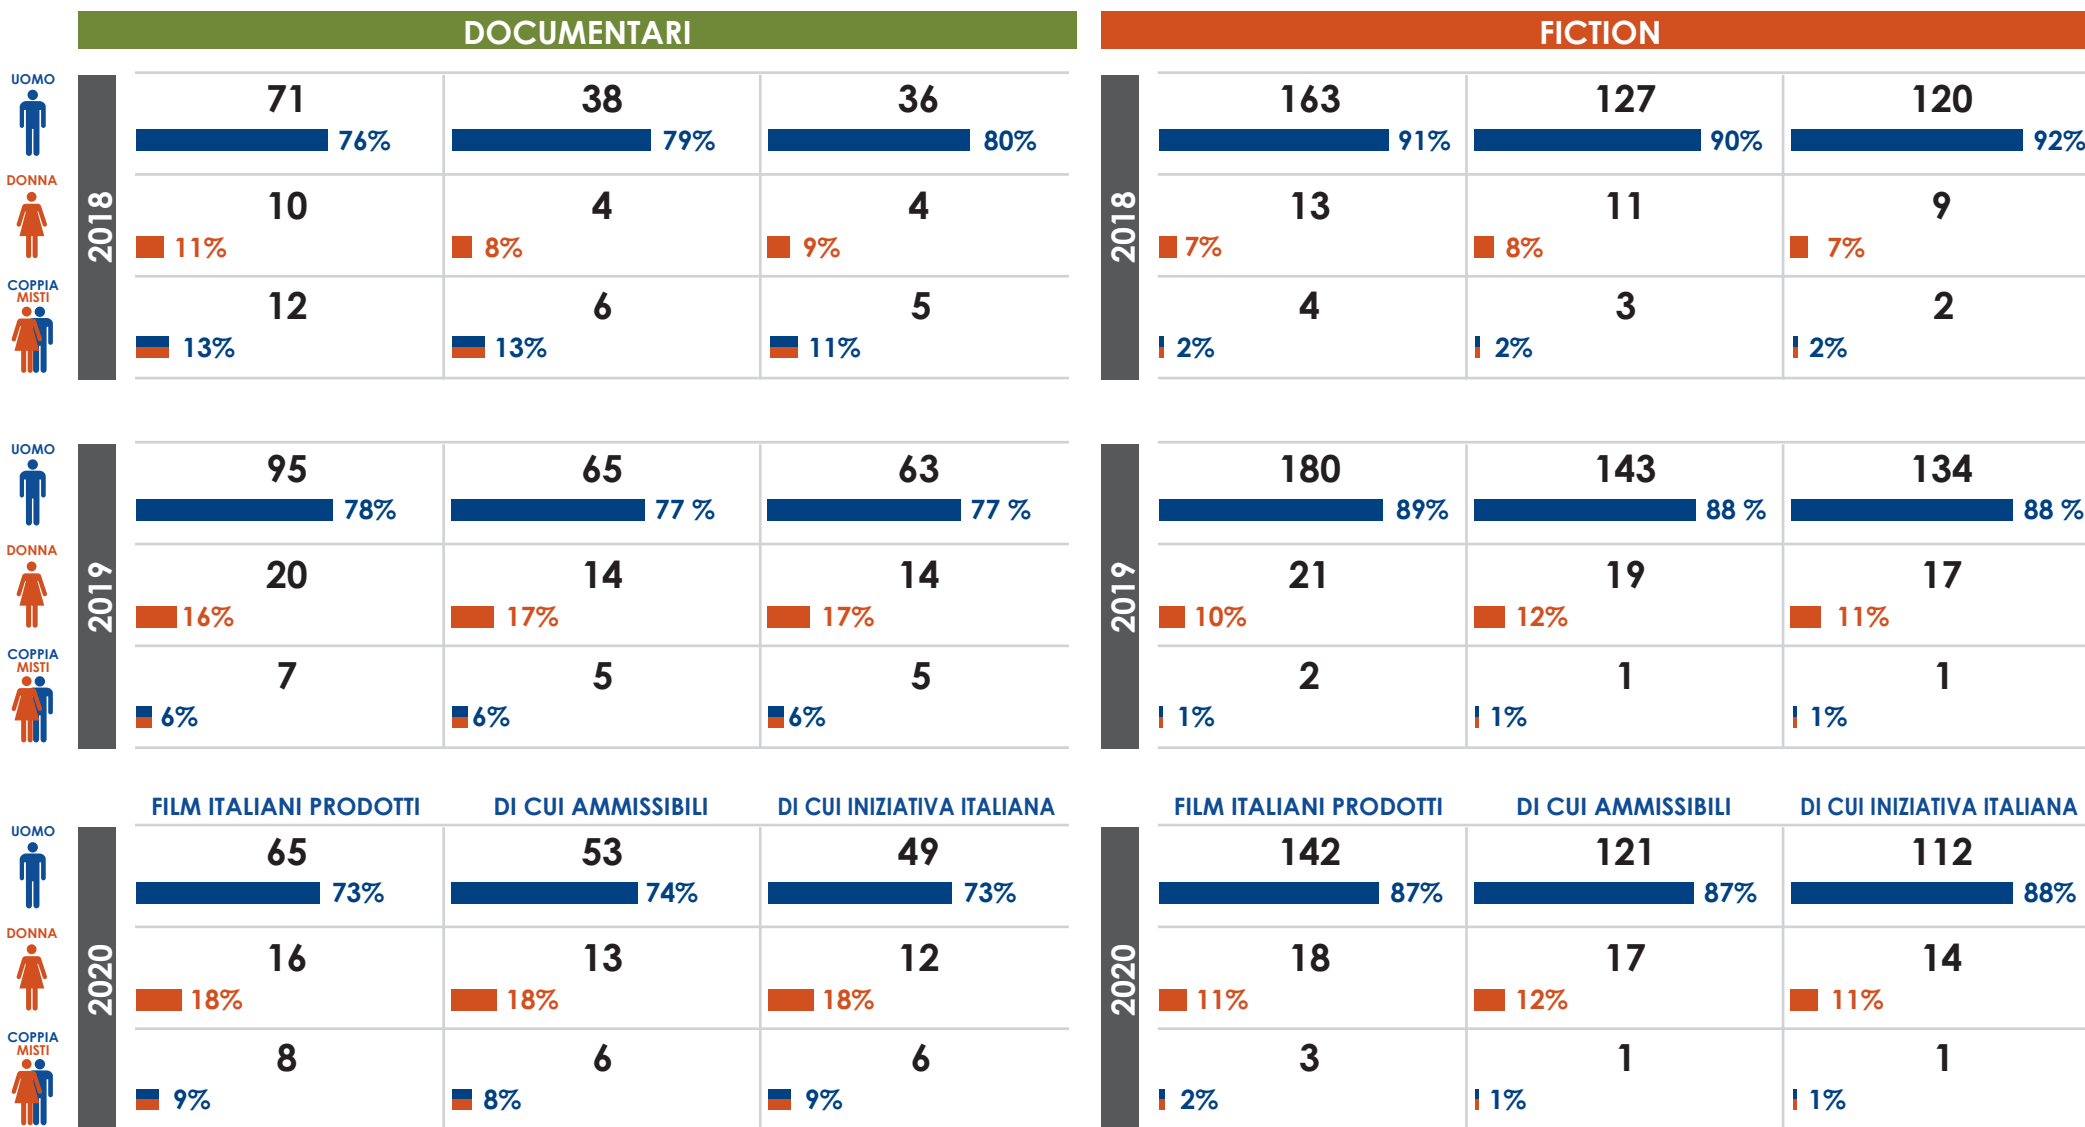 DOCUMENTARI
FICTION
2018
UOMO
71 38 36
76% 79% 80%
DONNA
10 4 4
11% 8% 9%
COPPIA
MISTI
12 6 5
13% 13% 11%
2018
163 127 120
91% 90% 92%
13 11 9
7% 8% 7%
4 3 2
2% 2% 2%
2019
UOMO
95 65 63
78% 77 % 77 %
DONNA
20 14 14
16% 17% 17%
COPPIA
MISTI
7 5 5
6% 6% 6%
2019
180 143 134
89% 88 % 88 %
21 19 17
10% 12% 11%
2 1 1
1% 1% 1%
FILM ITALIANI PRODOTTI DI CUI AMMISSIBILI DI CUI INIZIATIVA ITALIANA
2020
UOMO
65 53 49
73% 74% 73%
DONNA
16 13 12
18% 18% 18%
COPPIA
MISTI
8 6 6
9% 8% 9%
FILM ITALIANI PRODOTTI DI CUI AMMISSIBILI DI CUI INIZIATIVA ITALIANA
2020
142 121 112
87% 87% 88%
18 17 14
11% 12% 11%
3 1 1
2% 1% 1%